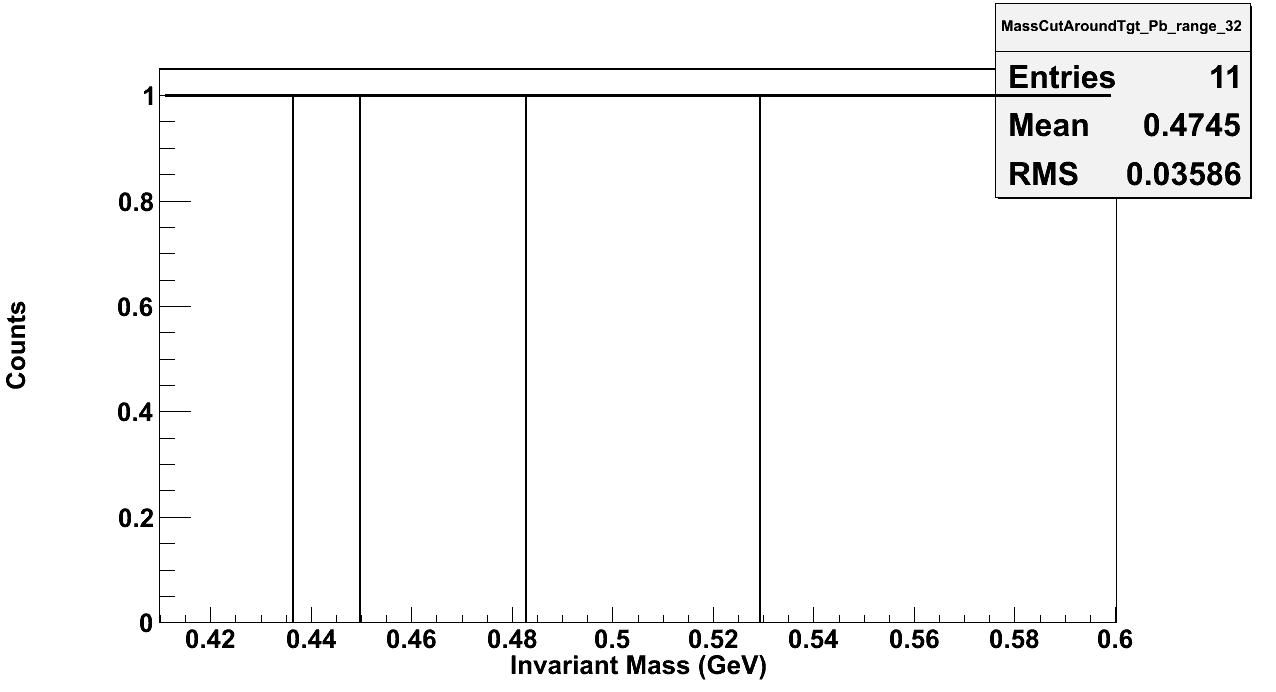 MassCutAroundTgt_Pb_range_32
Entries 11
Mean 0.4745
RMS 0.03586
1
0.8
0.6
0.4
0.2
0
Counts
0.42 0.44 0.46 0.48 0.5 0.52 0.54 0.56 0.58 0.6
Invariant Mass (GeV)